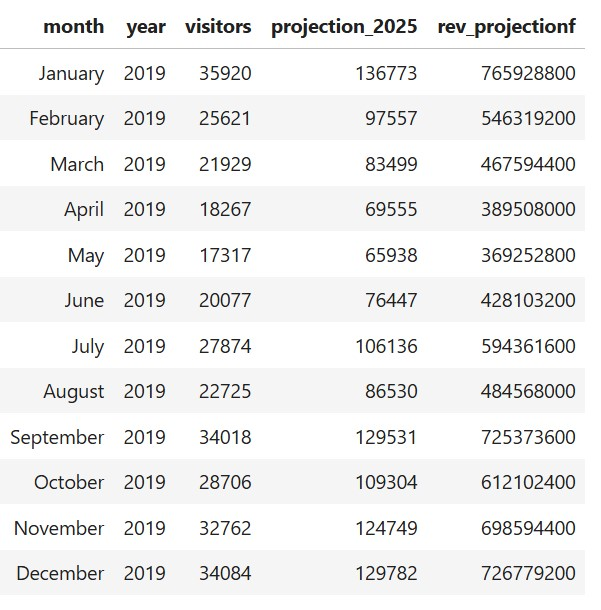 month year visitors projection_2025 rev_projectionf
January 2019 35920 136773 765928800
February 2019 25621 97557 546319200
March 2019 21929 83499 467594400
April 2019 18267 69555 389508000
May 2019 17317 65938 369252800
June 2019 20077 76447 428103200
July 2019 27874 106136 594361600
August 2019 22725 86530 484568000
September 2019 34018 129531 725373600
October 2019 28706 109304 612102400
November 2019 32762 124749 698594400
December 2019 34084 129782 726779200